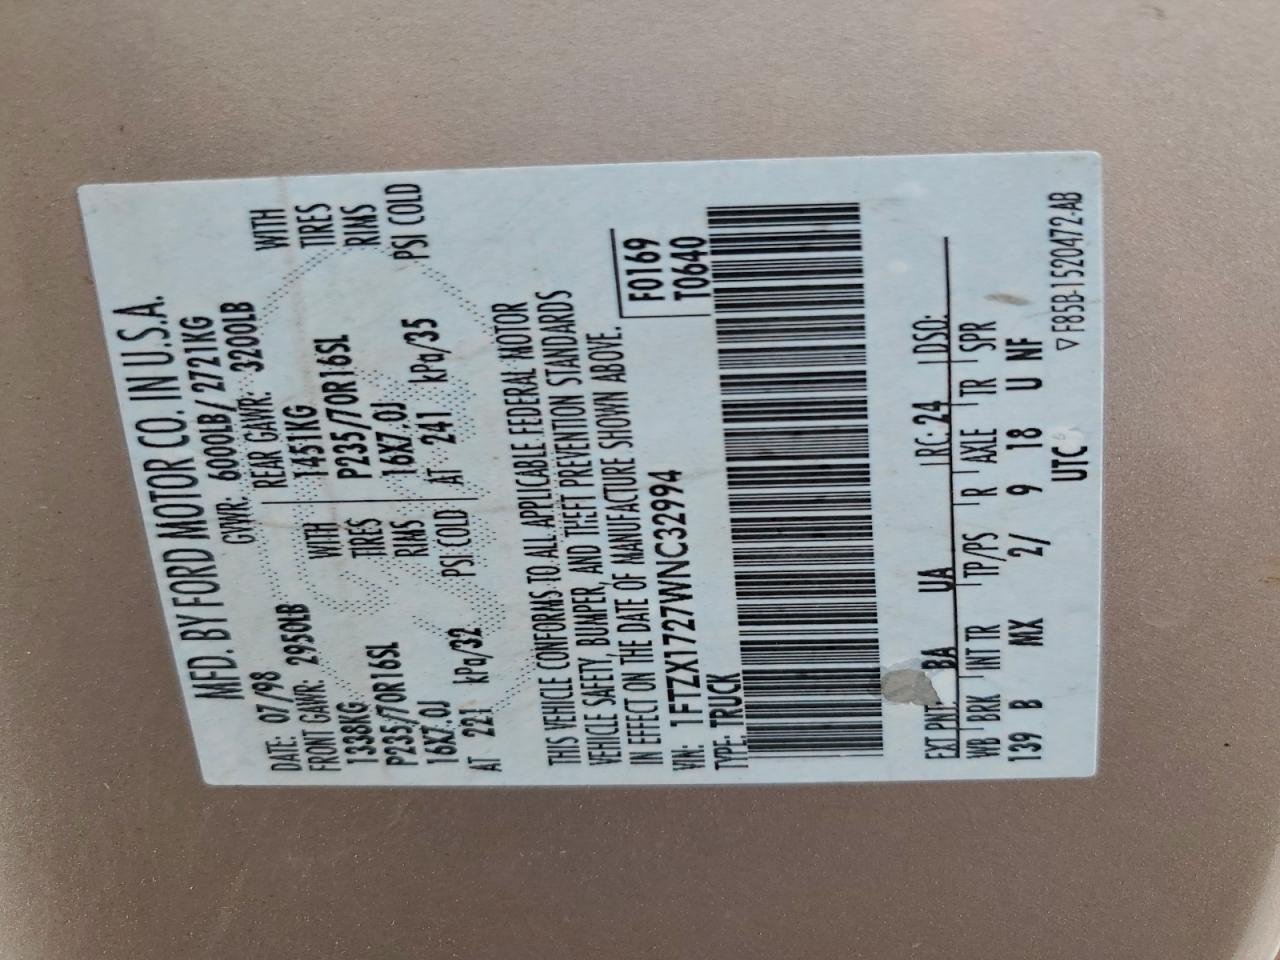 MFD. BY FORD MOTOR CO. IN U.S.A.
DATE: 07/98 GVWR: 6000LB/ 2721KG
FRONT GAWR: 2950LB REAR GAWR: 3200LB
1338KG WITH 1451KG WITH
P235/70R16SL TIRES P235/70R16SL TIRES
16X7.0J RIMS 16X7.0J RIMS
AT 221 kPa/32 PSI COLD AT 241 kPa/35 PSI COLD
THIS VEHICLE CONFORMS TO ALL APPLICABLE FEDERAL MOTOR
VEHICLE SAFETY, BUMPER, AND THEFT PREVENTION STANDARDS
IN EFFECT ON THE DATE OF MANUFACTURE SHOWN ABOVE.
VIN: 1FTZX1727WNC32994 F0169
TYPE: TRUCK T0640
EXT PNT: BA UA RC: 24 DSO:
WB BRK INT TR TP/PS R AXLE TR SPR
139 B MX 2/ 9 18 U NF
UTC
▽ F85B-1520472-AB